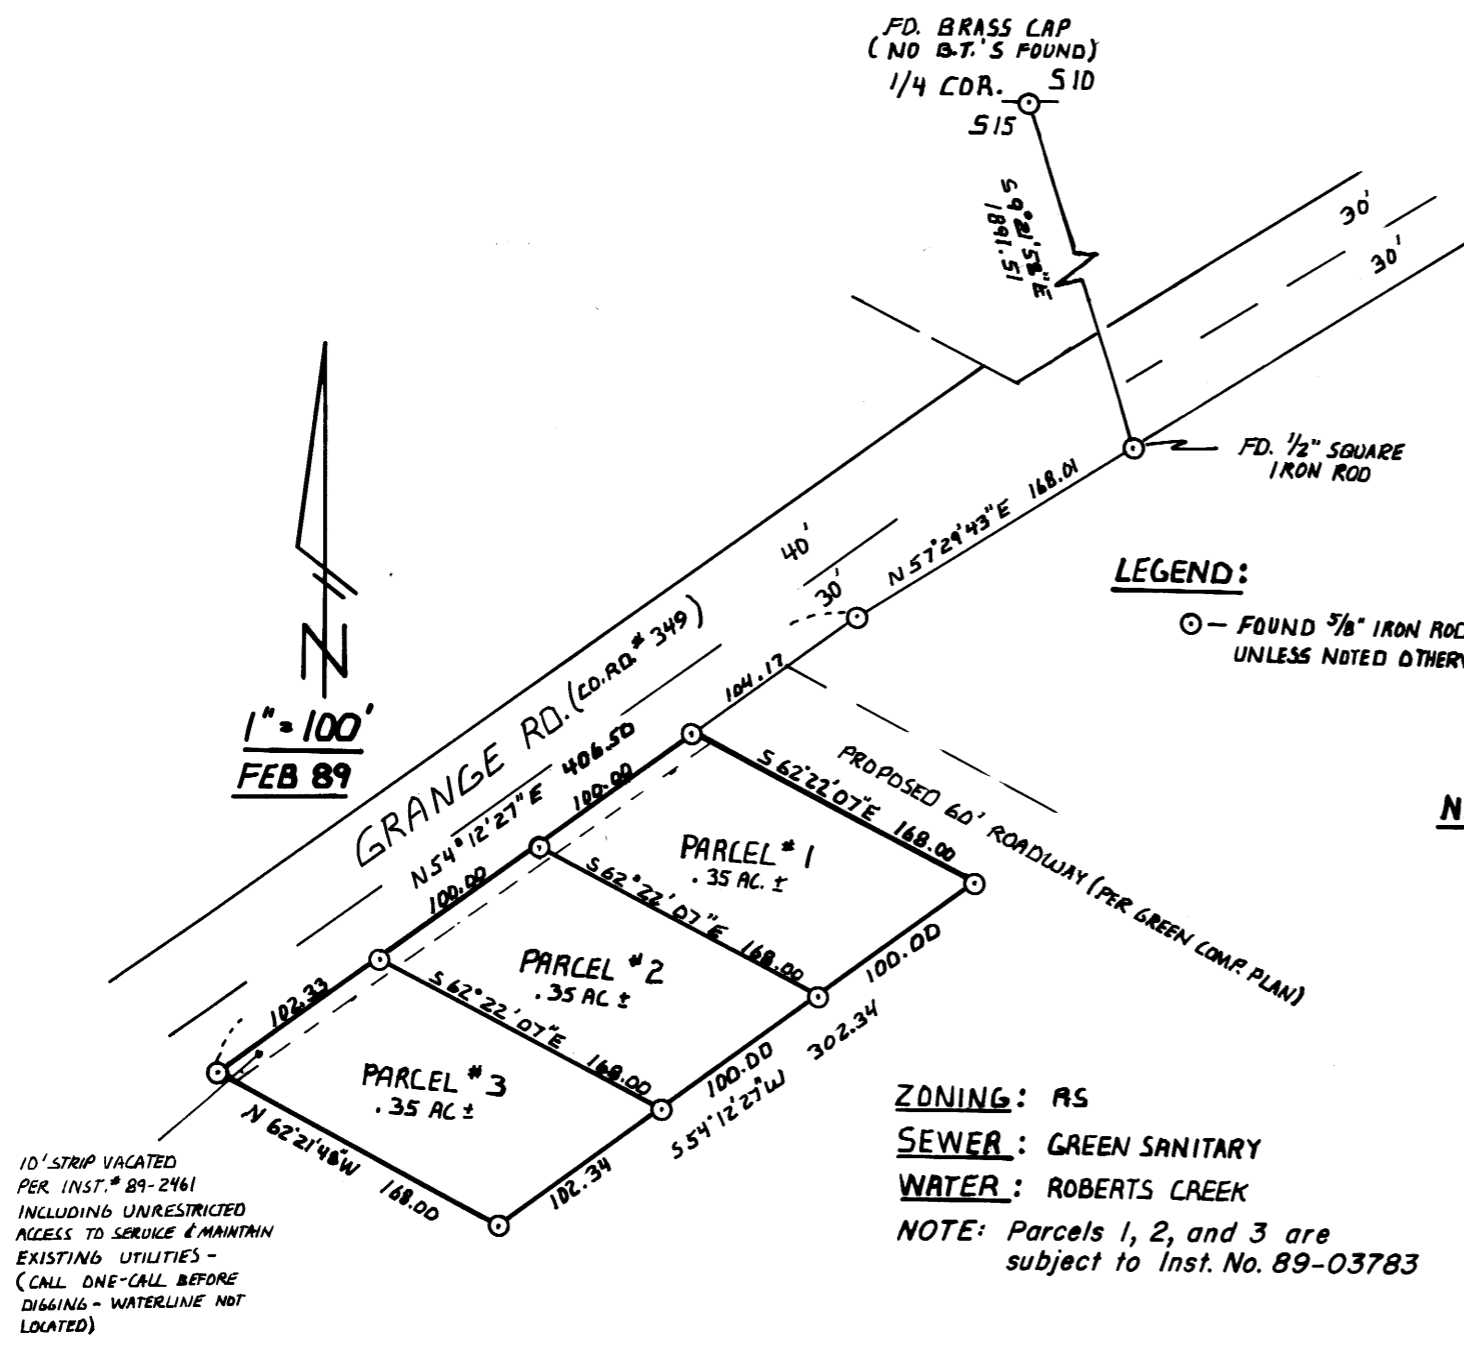 FD. BRASS CAP
(NO B.T.'S FOUND)
1/4 COR. S10
S15
S 9°21'58"E
1891.51
30'
30'
FD. 1/2" SQUARE
IRON ROD
N 57°29'43"E 168.01
40'
30'
LEGEND:
⊙ - FOUND 5/8" IRON ROD
UNLESS NOTED OTHER
GRANGE RD. (CO. RD. # 349)
104.17
N
1" = 100'
FEB 89
N 54°12'27" E 406.50
100.00
100.00
102.33
S 62°22'07"E 168.00
PROPOSED 60' ROADWAY (PER GREEN COMP. PLAN)
N
PARCEL #1
.35 AC. ±
S 62°22'07"E 168.00
100.00
PARCEL #2
.35 AC ±
S 62°22'07"E 168.00
100.00
302.34
S 54°12'27"W
PARCEL #3
.35 AC ±
N 62°21'48"W 168.00
102.34
ZONING: RS
SEWER: GREEN SANITARY
WATER: ROBERTS CREEK
NOTE: Parcels 1, 2, and 3 are
subject to Inst. No. 89-03783
10' STRIP VACATED
PER INST. # 89-2461
INCLUDING UNRESTRICTED
ACCESS TO SERVICE & MAINTAIN
EXISTING UTILITIES -
(CALL ONE-CALL BEFORE
DIGGING - WATERLINE NOT
LOCATED)